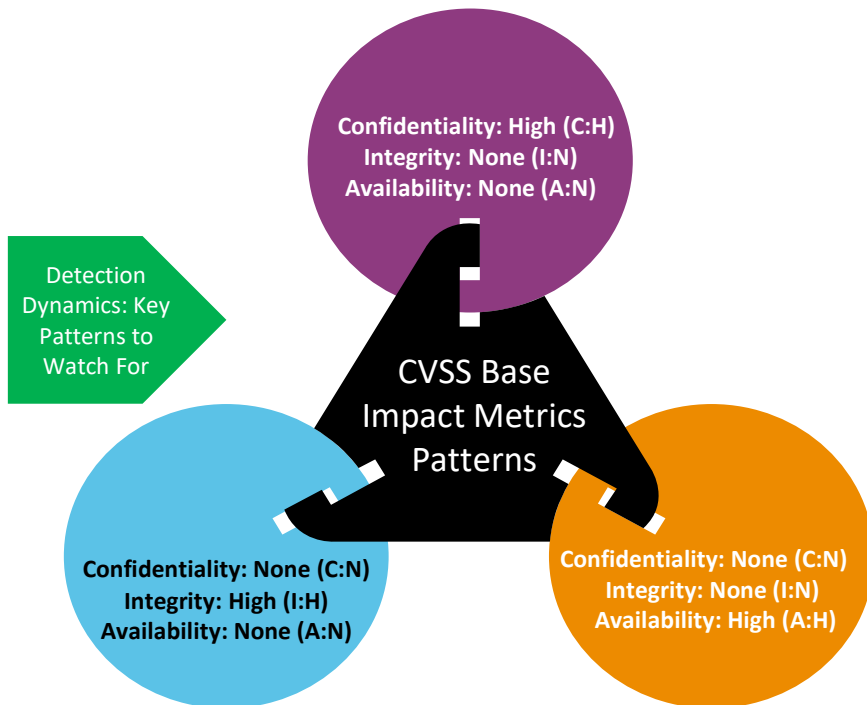 Confidentiality: High (C:H)
Integrity: None (I:N)
Availability: None (A:N)
Detection
Dynamics: Key
Patterns to
Watch For
CVSS Base
Impact Metrics
Patterns
Confidentiality: None (C:N)
Integrity: High (I:H)
Availability: None (A:N)
Confidentiality: None (C:N)
Integrity: None (I:N)
Availability: High (A:H)